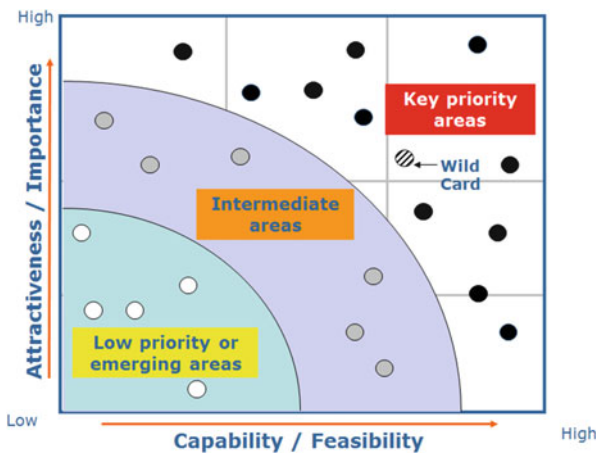 High
Attractiveness / Importance
Key priority
areas
Wild
Card
Intermediate
areas
Low priority or
emerging areas
Low
Capability / Feasibility
High